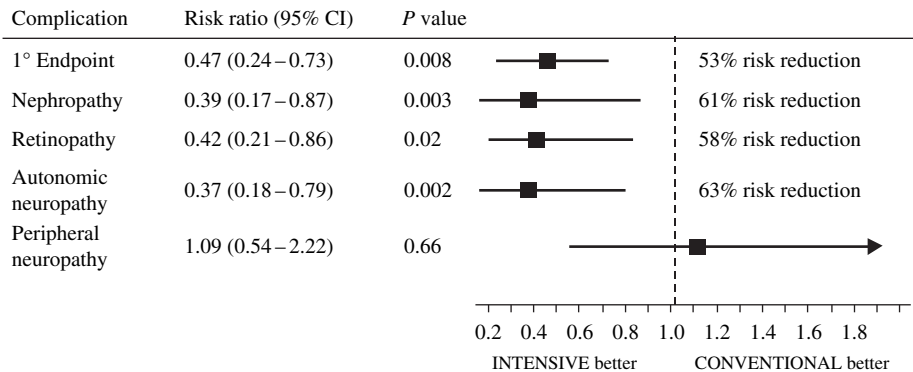 Complication Risk ratio (95% CI) P value
1° Endpoint 0.47 (0.24–0.73) 0.008 53% risk reduction
Nephropathy 0.39 (0.17–0.87) 0.003 61% risk reduction
Retinopathy 0.42 (0.21–0.86) 0.02 58% risk reduction
Autonomic
neuropathy 0.37 (0.18–0.79) 0.002 63% risk reduction
Peripheral
neuropathy 1.09 (0.54–2.22) 0.66
0.2 0.4 0.6 0.8 1.0 1.2 1.4 1.6 1.8
INTENSIVE better CONVENTIONAL better